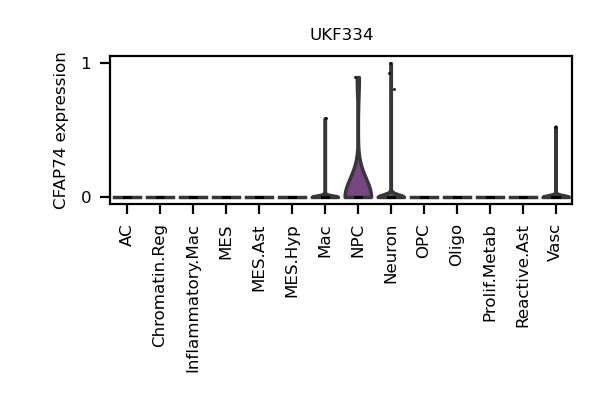 UKF334
CFAP74 expression
1
0
AC
Chromatin.Reg
Inflammatory.Mac
MES
MES.Ast
MES.Hyp
Mac
NPC
Neuron
OPC
Oligo
Prolif.Metab
Reactive.Ast
Vasc